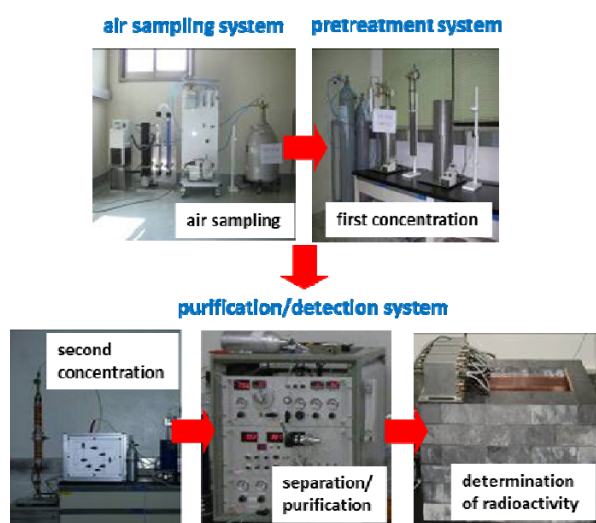 air sampling system
pretreatment system
air sampling
first concentration
purification/detection system
second
concentration
separation/
purification
determination
of radioactivity